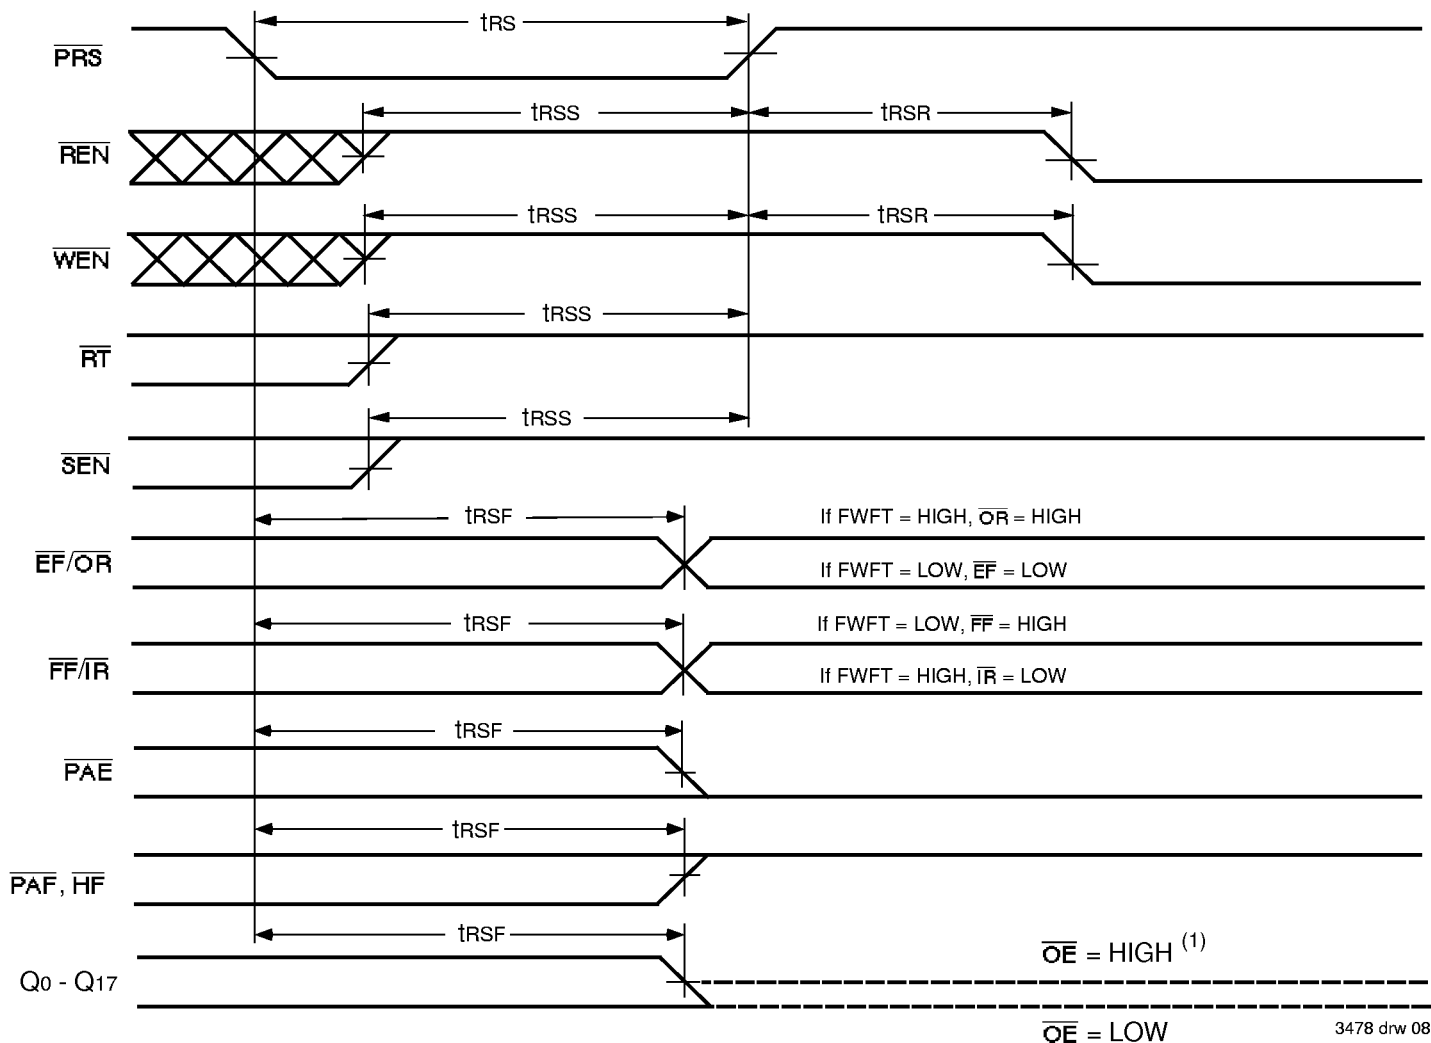 tRS
PRS
tRSS tRSR
REN
tRSS tRSR
WEN
tRSS
RT
tRSS
SEN
tRSF If FWFT = HIGH, OR = HIGH
EF/OR
If FWFT = LOW, EF = LOW
tRSF If FWFT = LOW, FF = HIGH
FF/IR
If FWFT = HIGH, IR = LOW
tRSF
PAE
tRSF
PAF, HF
tRSF
OE = HIGH (1)
Q0 - Q17
OE = LOW
3478 drw 08